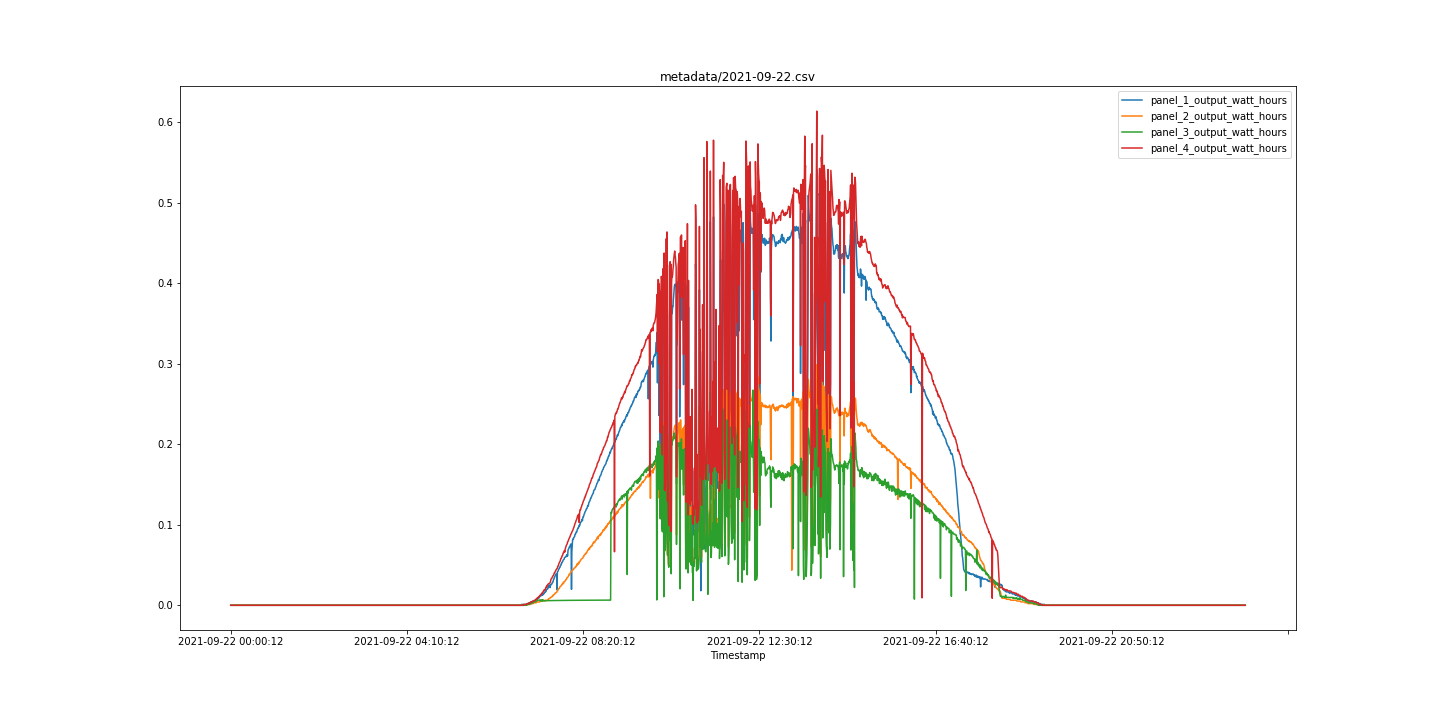 metadata/2021-09-22.csv
panel_1_output_watt_hours
panel_2_output_watt_hours
panel_3_output_watt_hours
panel_4_output_watt_hours
0.6
0.5
0.4
0.3
0.2
0.1
0.0
2021-09-22 00:00:12 2021-09-22 04:10:12 2021-09-22 08:20:12 2021-09-22 12:30:12 2021-09-22 16:40:12 2021-09-22 20:50:12
Timestamp